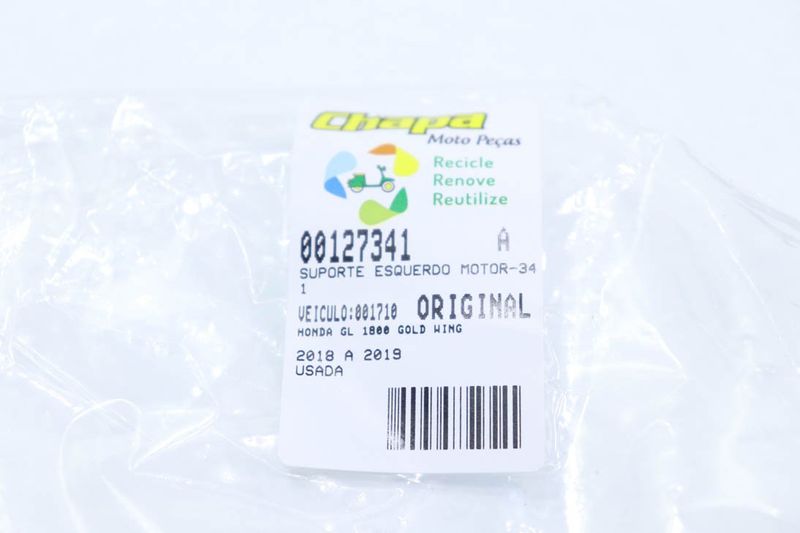 Chapa
Moto Peças
Recicle
Renove
Reutilize
00127341 A
SUPORTE ESQUERDO MOTOR-34
1
VEICULO:001710 ORIGINAL
HONDA GL 1800 GOLD WING
2018 A 2019
USADA